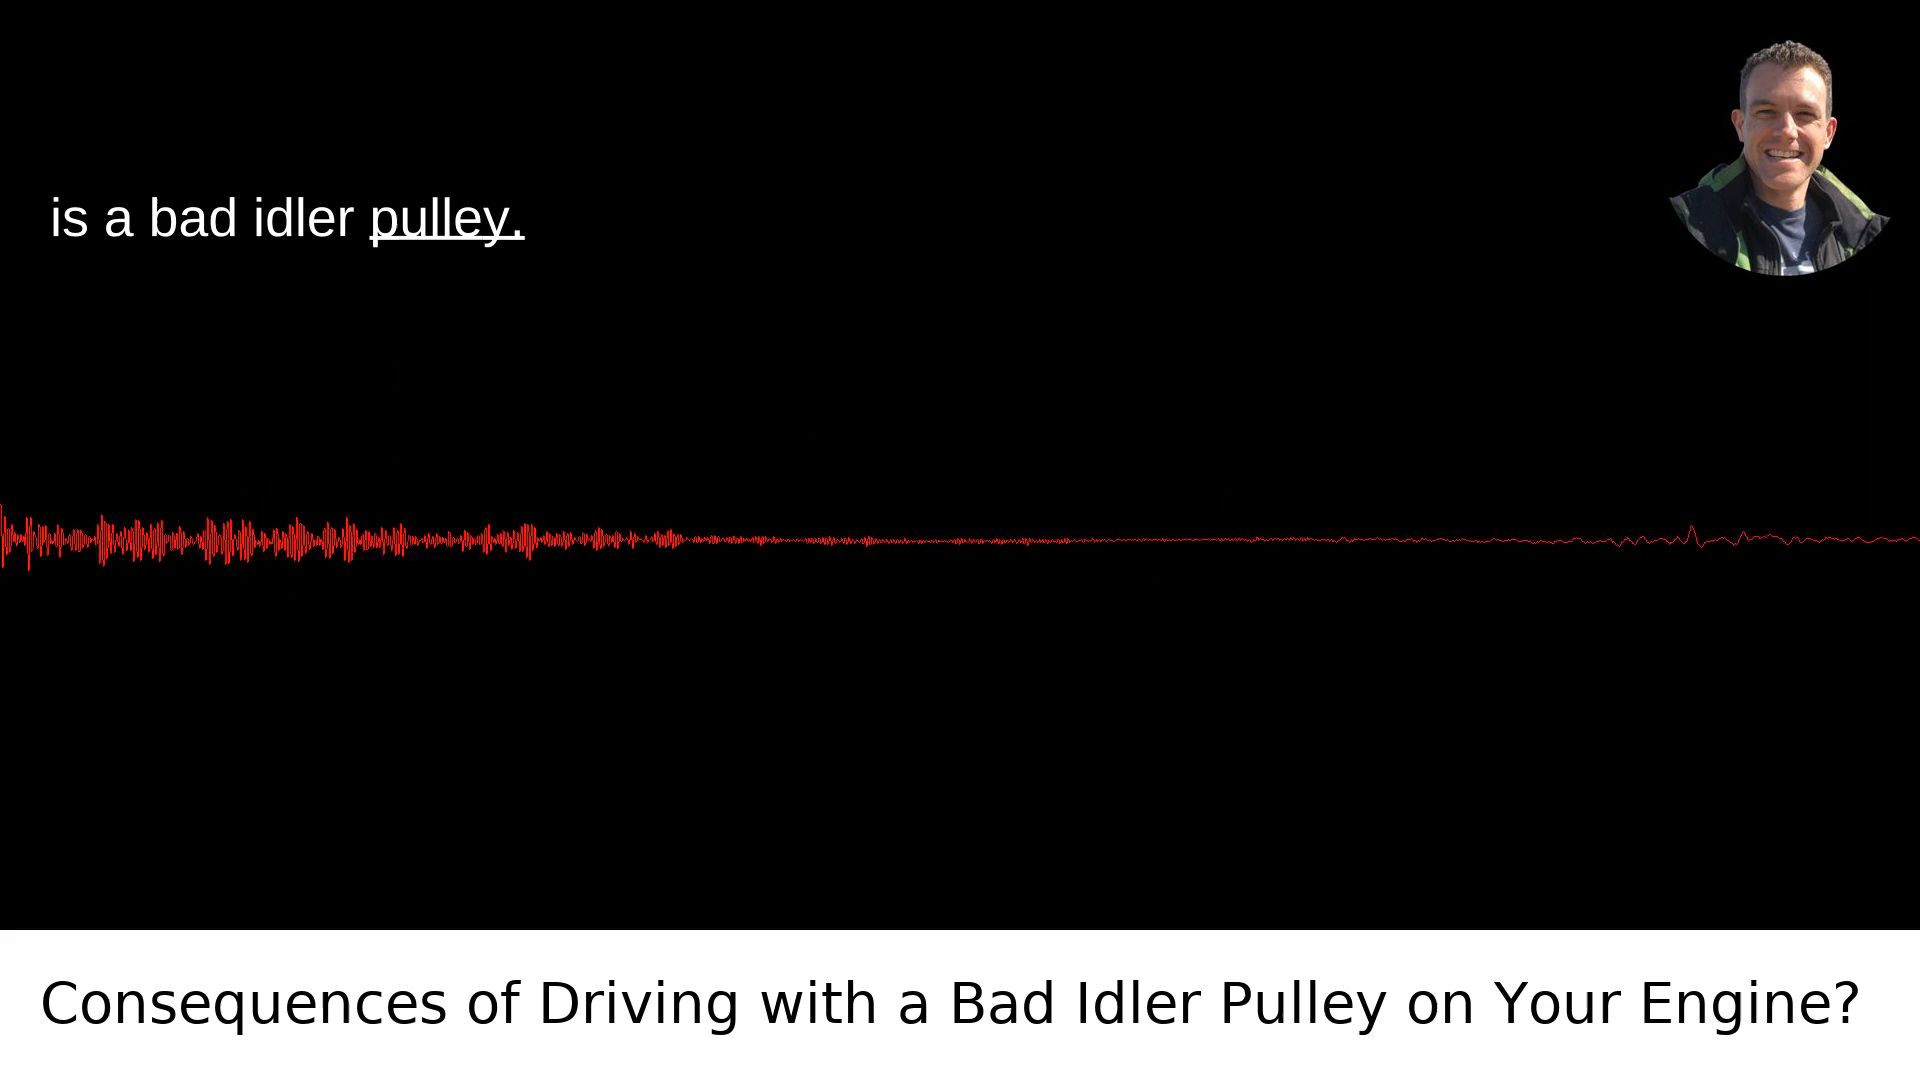 is a bad idler pulley.
Consequences of Driving with a Bad Idler Pulley on Your Engine?